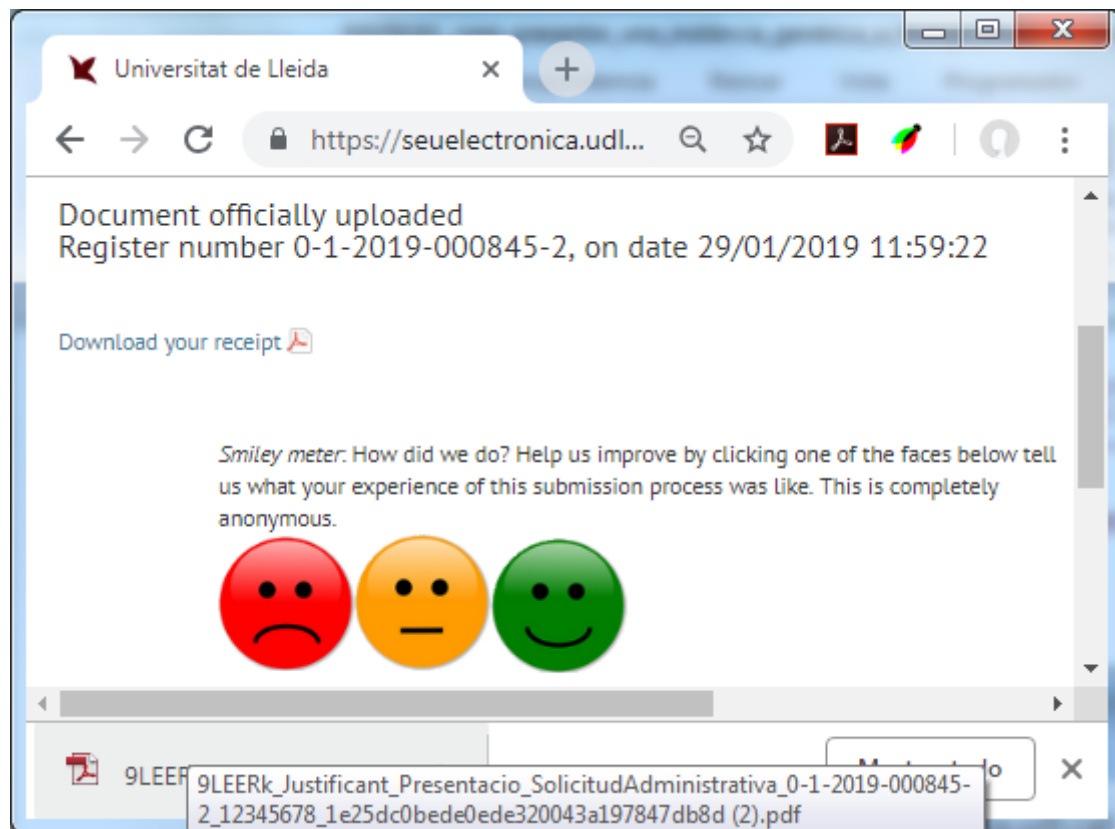 Universitat de Lleida
https://seuelectronica.udl...
Document officially uploaded
Register number 0-1-2019-000845-2, on date 29/01/2019 11:59:22
Download your receipt
Smiley meter: How did we do? Help us improve by clicking one of the faces below tell
us what your experience of this submission process was like. This is completely
anonymous.
9LEER
9LEERk_Justificant_Presentacio_SolicitudAdministrativa_0-1-2019-000845-
2_12345678_1e25dc0bede0ede320043a197847db8d (2).pdf